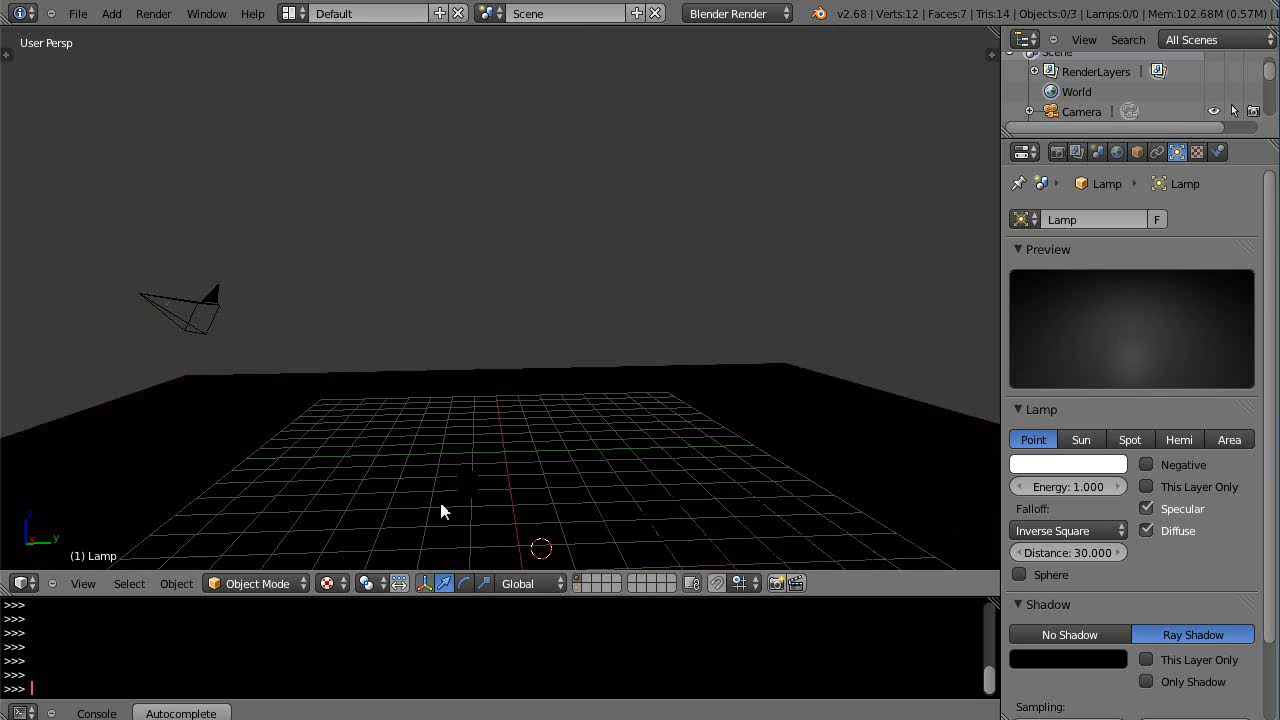 File Add Render Window Help Default Scene Blender Render v2.68 | Verts:12 | Faces:7 | Tris:14 | Objects:0/3 | Lamps:0/0 | Mem:102.68M (0.57M) |
User Persp
View Search All Scenes
Scene
RenderLayers |
World
Camera |
Lamp Lamp
Lamp F
Preview
Lamp
Point Sun Spot Hemi Area
Negative
Energy: 1.000 This Layer Only
Falloff: Specular
Inverse Square Diffuse
Distance: 30.000
Sphere
Shadow
No Shadow Ray Shadow
This Layer Only
Only Shadow
Sampling:
z
x y
(1) Lamp
View Select Object Object Mode Global
>>>
>>>
>>>
>>>
>>>
>>>
>>>
Console Autocomplete